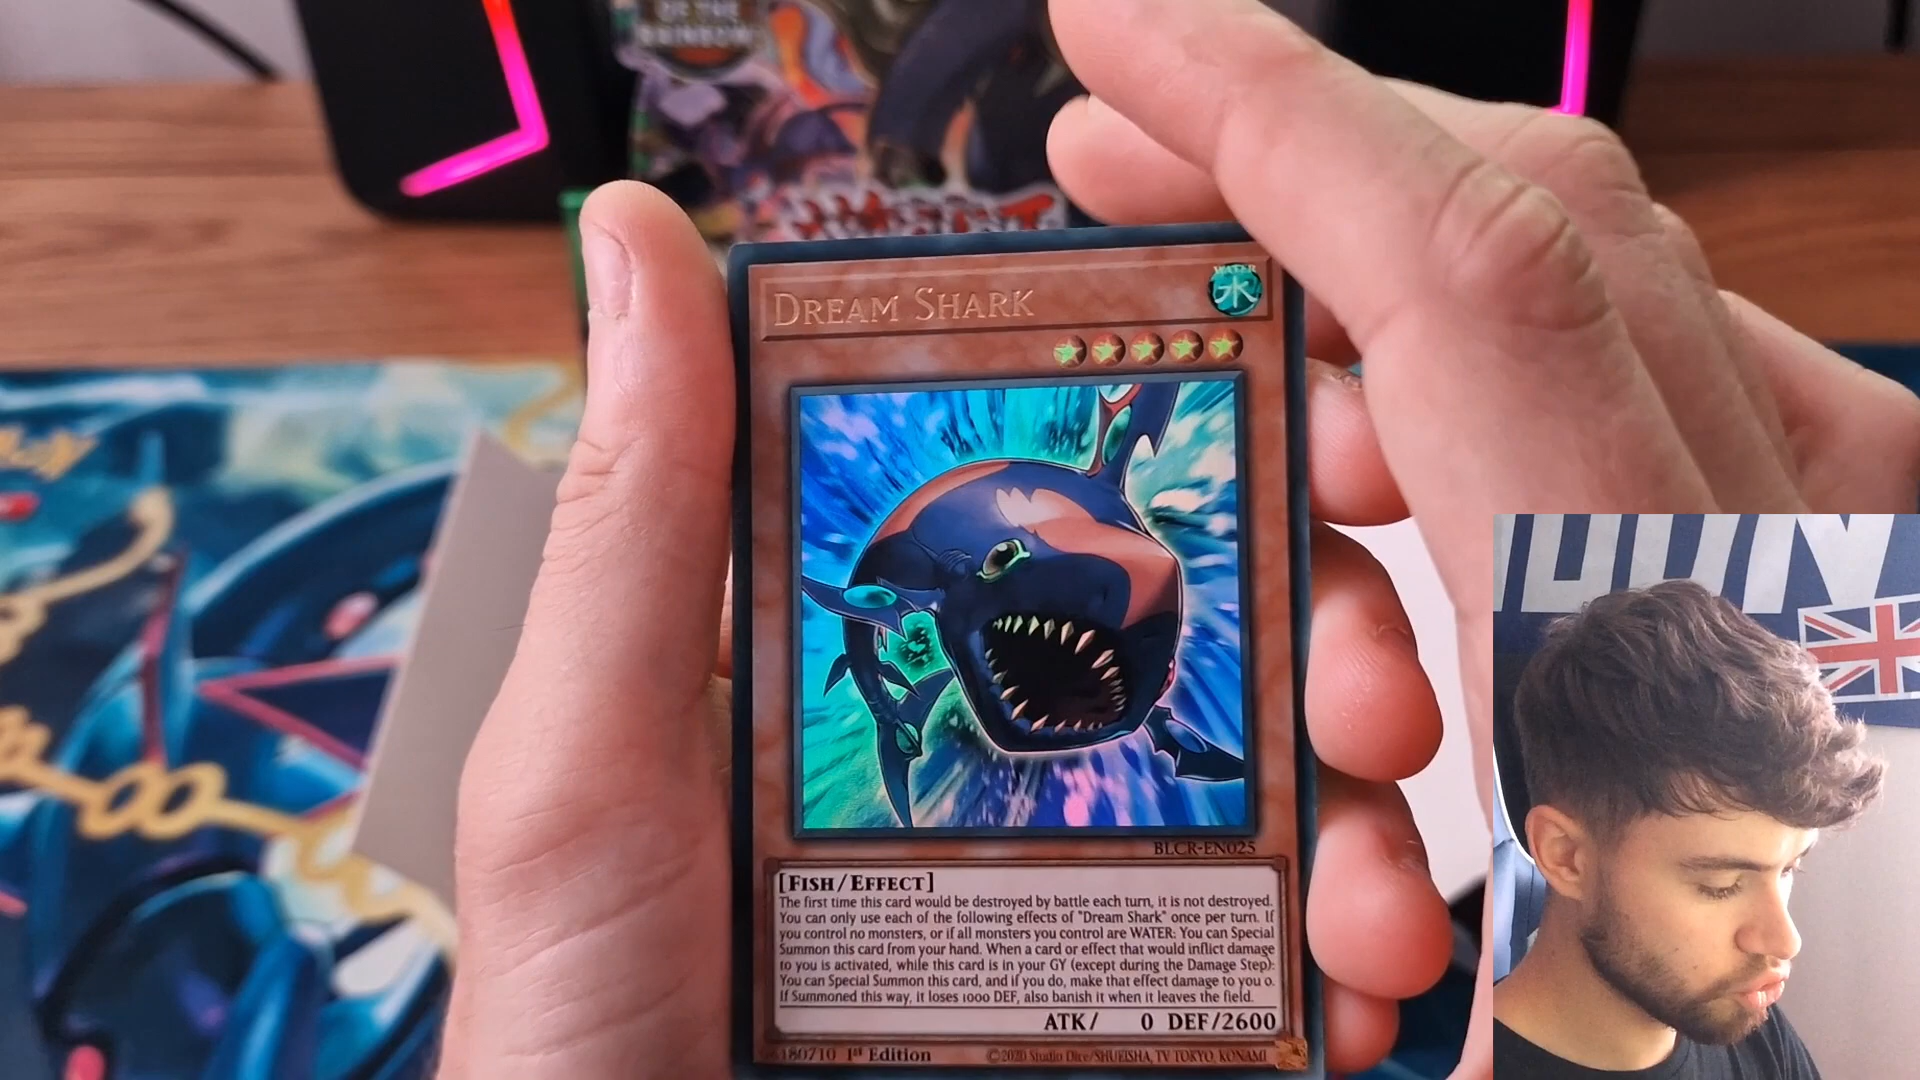 OF THE
RAINBOW
DREAM SHARK
WATER
水
BLCR-EN025
[FISH/EFFECT]
The first time this card would be destroyed by battle each turn, it is not destroyed.
You can only use each of the following effects of "Dream Shark" once per turn. If
you control no monsters, or if all monsters you control are WATER: You can Special
Summon this card from your hand. When a card or effect that would inflict damage
to you is activated, while this card is in your GY (except during the Damage Step):
You can Special Summon this card, and if you do, make that effect damage to you 0.
If Summoned this way, it loses 1000 DEF, also banish it when it leaves the field.
ATK/ 0 DEF/2600
180710 1st Edition
©2020 Studio Dice/SHUEISHA, TV TOKYO, KONAMI